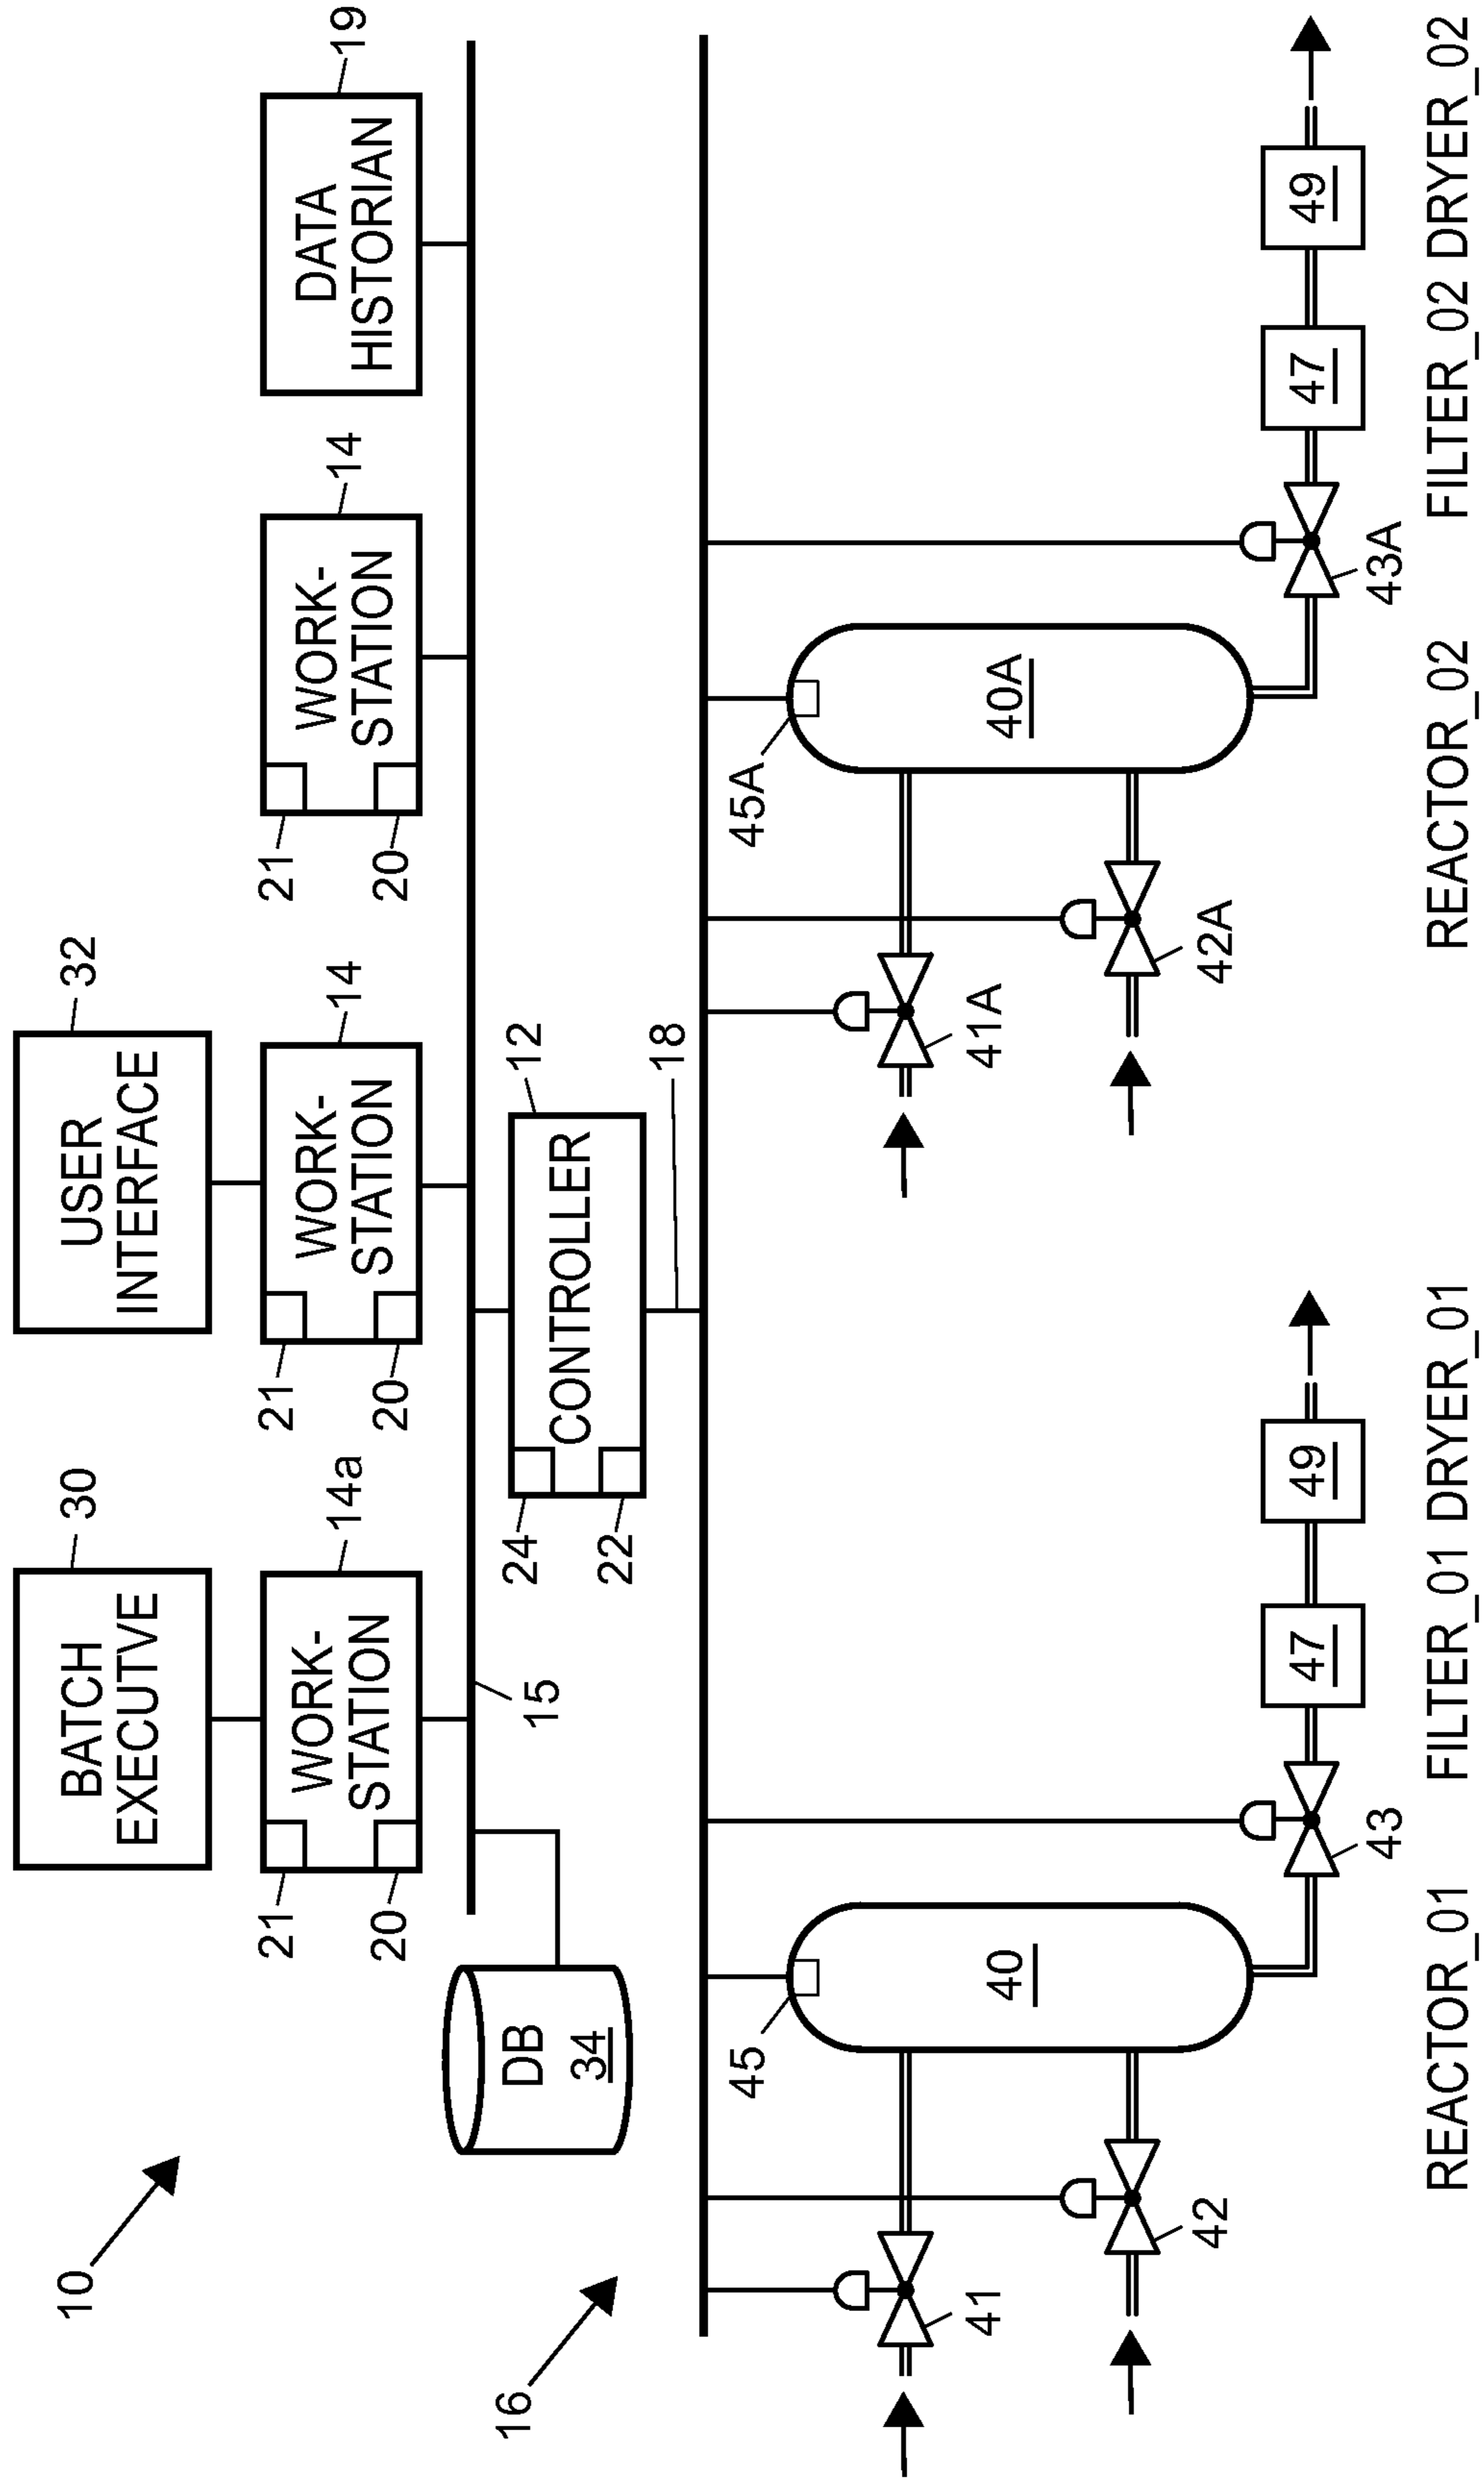 10
BATCH
EXECUTVE
30
USER
INTERFACE
32
21
20
WORK-
STATION
14a
21
20
WORK-
STATION
14
21
20
WORK-
STATION
14
DATA
HISTORIAN
19
DB
34
15
24
22
CONTROLLER
12
18
16
45
40
41
42
43
47
49
45A
40A
41A
42A
43A
47
49
REACTOR_01
FILTER_01
DRYER_01
REACTOR_02
FILTER_02
DRYER_02